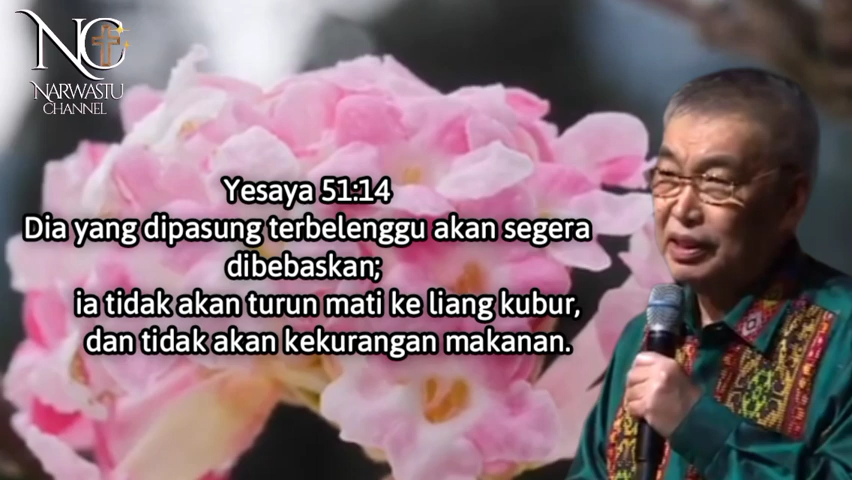 NC
NARWASTU
CHANNEL
Yesaya 51:14
Dia yang dipasung terbelenggu akan segera
dibebaskan;
ia tidak akan turun mati ke liang kubur,
dan tidak akan kekurangan makanan.